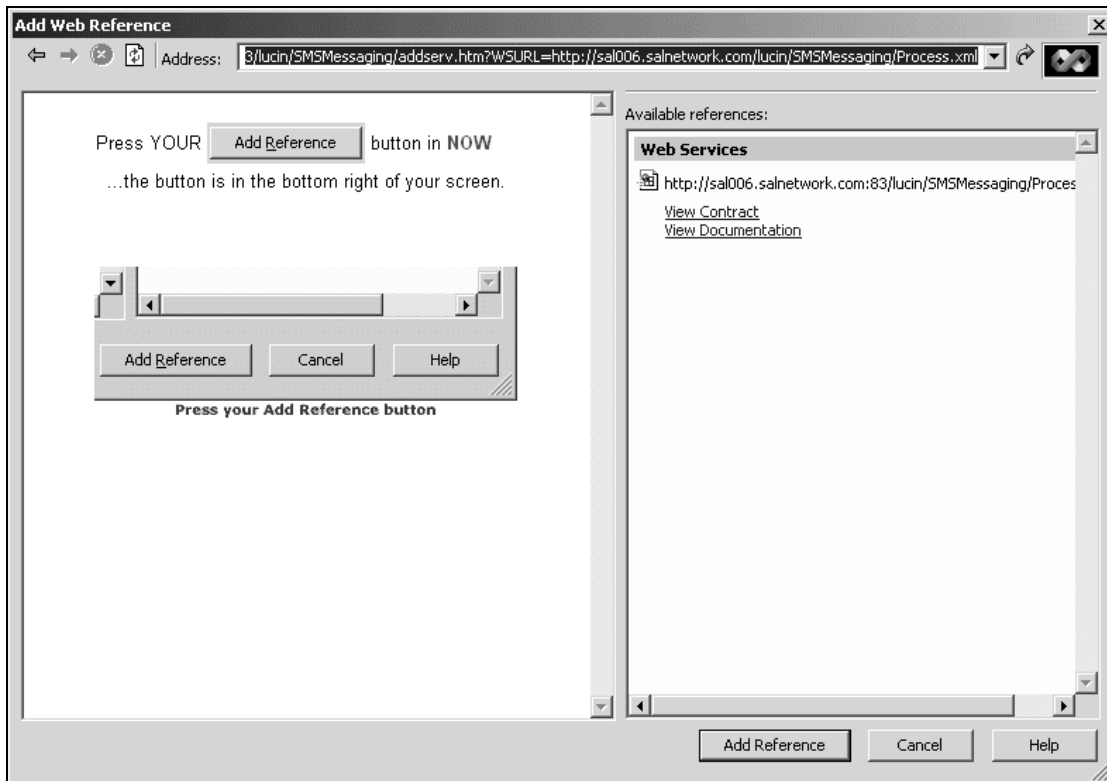 Add Web Reference
Address: 3/lucin/SMSMessaging/addserv.htm?WSURL=http://sal006.salnetwork.com/lucin/SMSMessaging/Process.xml
Press YOUR Add Reference button in NOW
...the button is in the bottom right of your screen.
Add Reference Cancel Help
Press your Add Reference button
Available references:
Web Services
http://sal006.salnetwork.com:83/lucin/SMSMessaging/Proces
View Contract
View Documentation
Add Reference Cancel Help